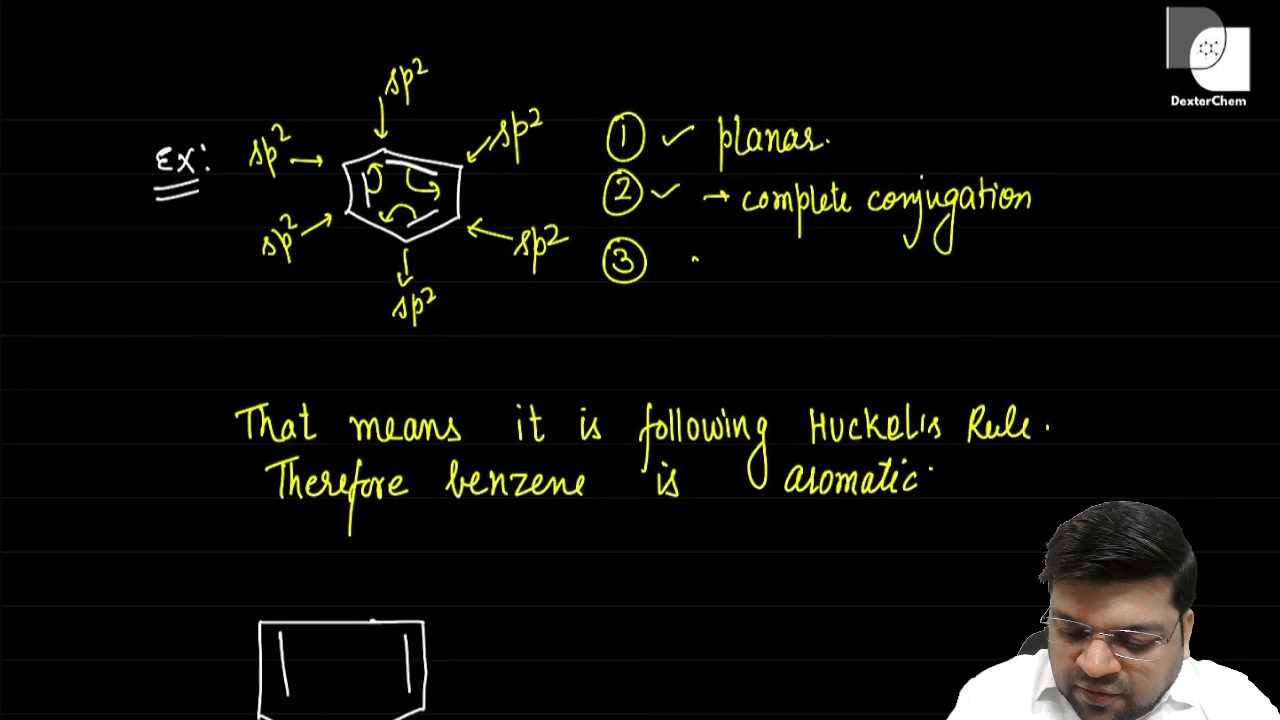 DexterChem
sp²
Ex: sp² sp² ① ✓ planar.
② ✓ → complete conjugation
sp² sp² ③
sp²
That means it is following Huckel's Rule.
Therefore benzene is aromatic.